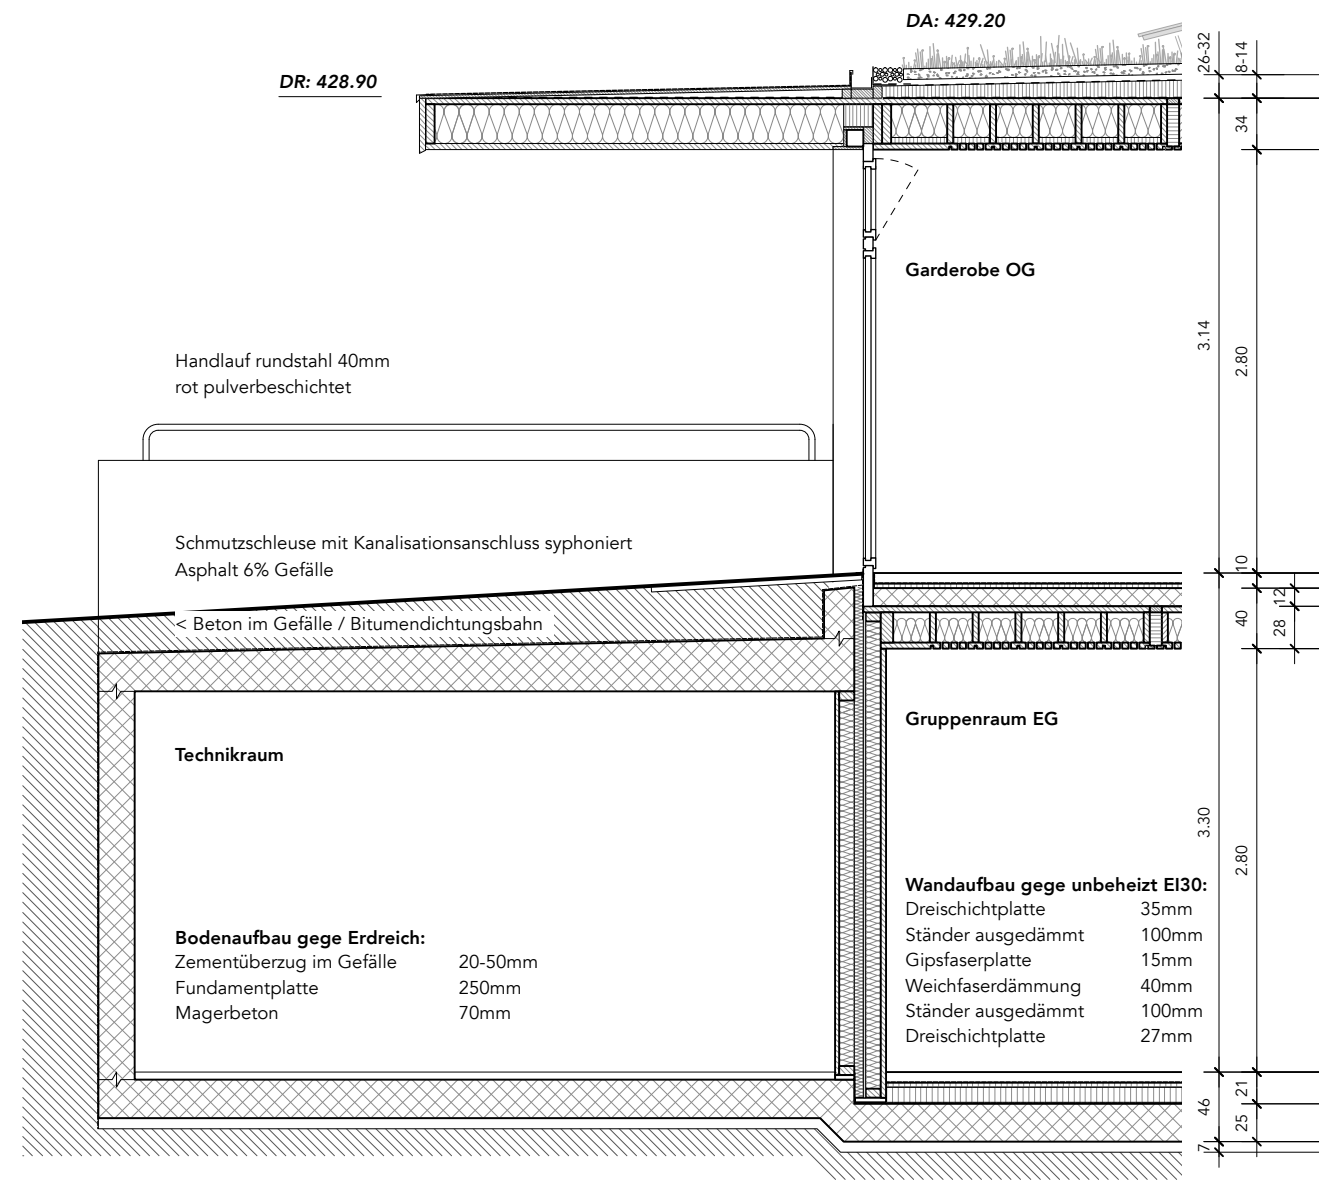 DA: 429.20
DR: 428.90
26-32
8-14
34
Garderobe OG
3.14
2.80
Handlauf rundstahl 40mm
rot pulverbeschichtet
Schmutzschleuse mit Kanalisationsanschluss syphoniert
Asphalt 6% Gefälle
< Beton im Gefälle / Bitumendichtungsbahn
10
12
40
28
Gruppenraum EG
Technikraum
3.30
2.80
Wandaufbau gege unbeheizt EI30:
Dreischichtplatte 35mm
Ständer ausgedämmt 100mm
Gipsfaserplatte 15mm
Weichfaserdämmung 40mm
Ständer ausgedämmt 100mm
Dreischichtplatte 27mm
Bodenaufbau gege Erdreich:
Zementüberzug im Gefälle 20-50mm
Fundamentplatte 250mm
Magerbeton 70mm
21
46
25
7